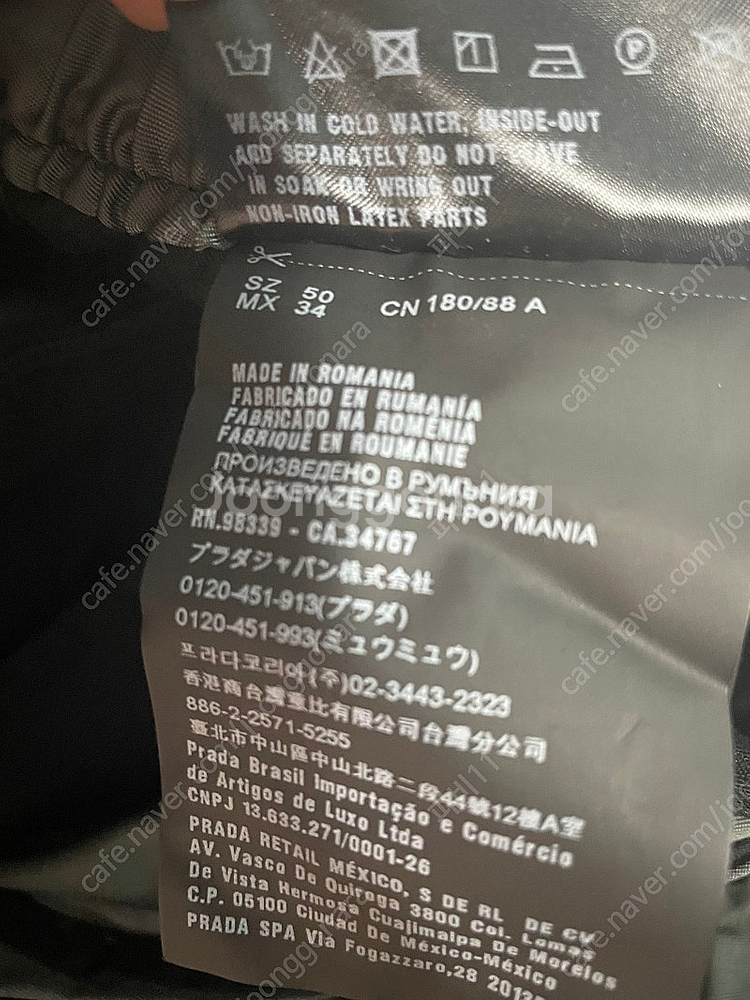 WASH IN COLD WATER, INSIDE-OUT
AND SEPARATELY DO NOT LEAVE
IN SOAK OR WRING OUT
NON-IRON LATEX PARTS
SZ 50
MX 34
CN 180/88 A
MADE IN ROMANIA
FABRICADO EN RUMANÍA
FABRICADO NA ROMÉNIA
FABRIQUÉ EN ROUMANIE
ПРОИЗВЕДЕНО В РУМЪНИЯ
ΚΑΤΑΣΚΕΥΑΖΕΤΑΙ ΣΤΗ ΡΟΥΜΑΝΙΑ
RN.98339 - CA.34767
プラダジャパン株式会社
0120-451-913(プラダ)
0120-451-993(ミュウミュウ)
프라다코리아(주)02-3443-2323
香港商台灣普比有限公司台灣分公司
886-2-2571-5255
臺北市中山區中山北路二段44號12樓A室
Prada Brasil Importação e Comércio
de Artigos de Luxo Ltda
CNPJ 13.633.271/0001-26
PRADA RETAIL MÉXICO, S DE RL DE CV
AV. Vasco De Quiroga 3800 Col. Lomas
De Vista Hermosa Cuajimalpa De Morelos
C.P. 05100 Ciudad De México-México
PRADA SPA Via Fogazzaro,28 2013
joonggonara
cafe.naver.com/joonggonara